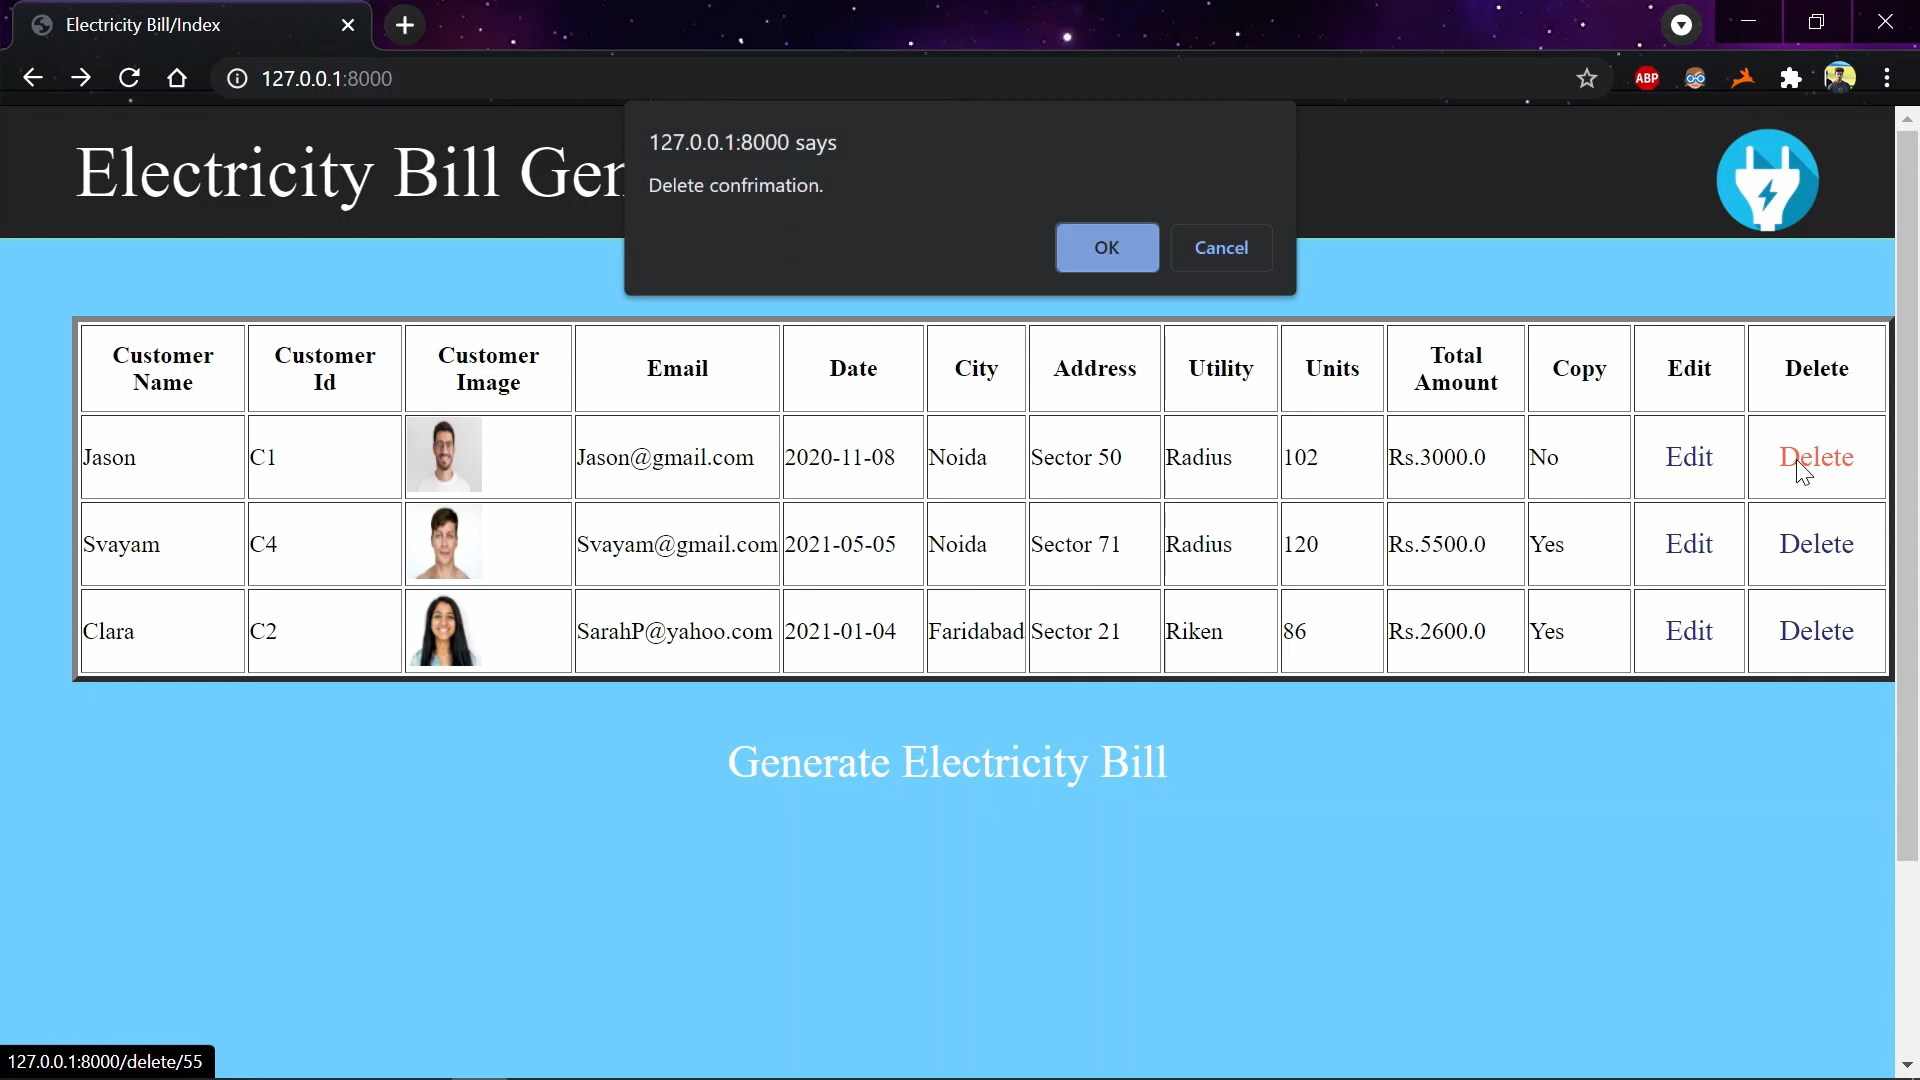 Electricity Bill/Index
127.0.0.1:8000
ABP
Electricity Bill Gen
127.0.0.1:8000 says
Delete confrimation.
OK Cancel
Customer Name Customer Id Customer Image Email Date City Address Utility Units Total Amount Copy Edit Delete
Jason C1 Jason@gmail.com 2020-11-08 Noida Sector 50 Radius 102 Rs.3000.0 No Edit Delete
Svayam C4 Svayam@gmail.com 2021-05-05 Noida Sector 71 Radius 120 Rs.5500.0 Yes Edit Delete
Clara C2 SarahP@yahoo.com 2021-01-04 Faridabad Sector 21 Riken 86 Rs.2600.0 Yes Edit Delete
Generate Electricity Bill
127.0.0.1:8000/delete/55